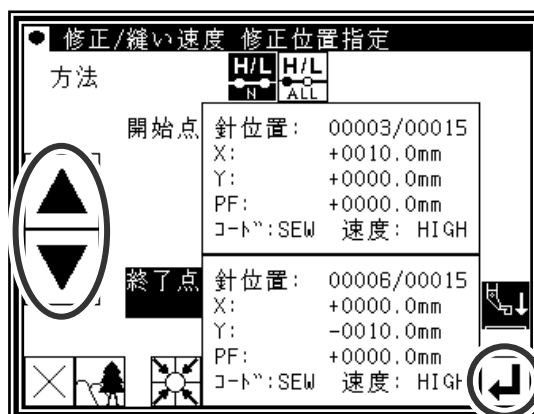 修正/縫い速度 修正位置指定
方法
H/L N H/L ALL
開始点
針位置: 00003/00015
X: +0010.0mm
Y: +0000.0mm
PF: +0000.0mm
コード:SEW 速度: HIGH
終了点
針位置: 00006/00015
X: +0000.0mm
Y: -0010.0mm
PF: +0000.0mm
コード:SEW 速度: HIGH